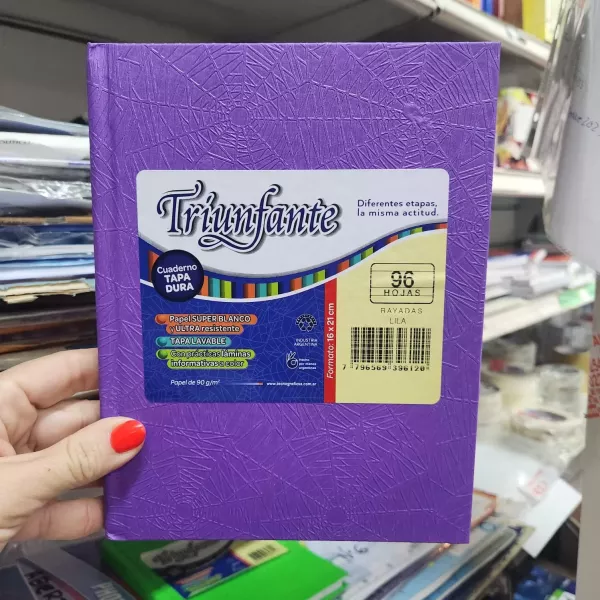 Triunfante
Diferentes etapas,
la misma actitud.
Cuaderno
TAPA
DURA
96
HOJAS
RAYADAS
LILA
Papel SUPER BLANCO
y ULTRA resistente
TAPA LAVABLE
Con prácticas láminas
informativas a color
Papel de 90 g/m²
INDUSTRIA
ARGENTINA
Formato: 16 x 21 cm
7 796569 396120